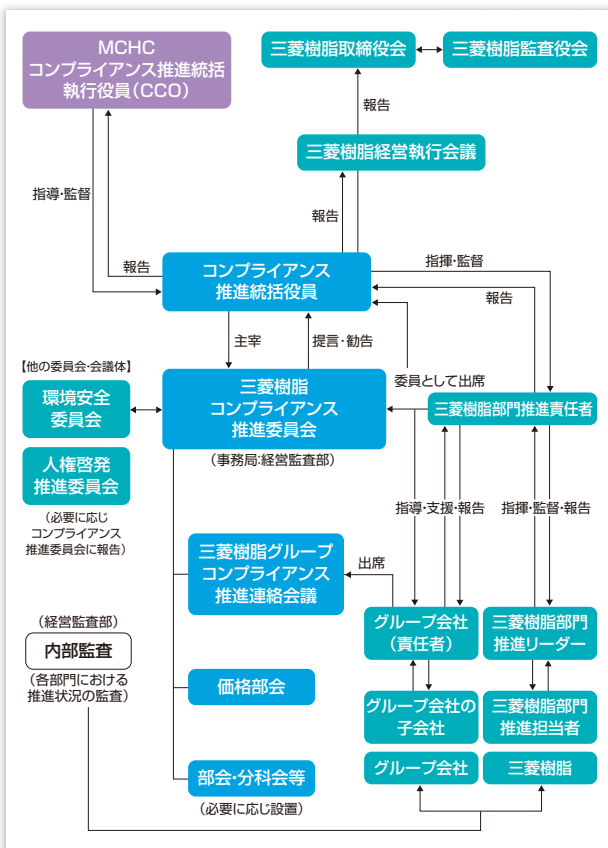 MCHC
コンプライアンス推進統括
執行役員(CCO)
三菱樹脂取締役会
三菱樹脂監査役会
報告
三菱樹脂経営執行会議
指導・監督
報告
報告
コンプライアンス
推進統括役員
指揮・監督
報告
主宰
提言・勧告
委員として出席
【他の委員会・会議体】
環境安全
委員会
三菱樹脂
コンプライアンス
推進委員会
(事務局:経営監査部)
三菱樹脂部門推進責任者
人権啓発
推進委員会
(必要に応じ
コンプライアンス
推進委員会に報告)
指導・支援・報告
指揮・監督・報告
三菱樹脂グループ
コンプライアンス
推進連絡会議
出席
グループ会社
(責任者)
三菱樹脂部門
推進リーダー
(経営監査部)
内部監査
(各部門における
推進状況の監査)
価格部会
グループ会社の
子会社
三菱樹脂部門
推進担当者
部会・分科会等
(必要に応じ設置)
グループ会社
三菱樹脂